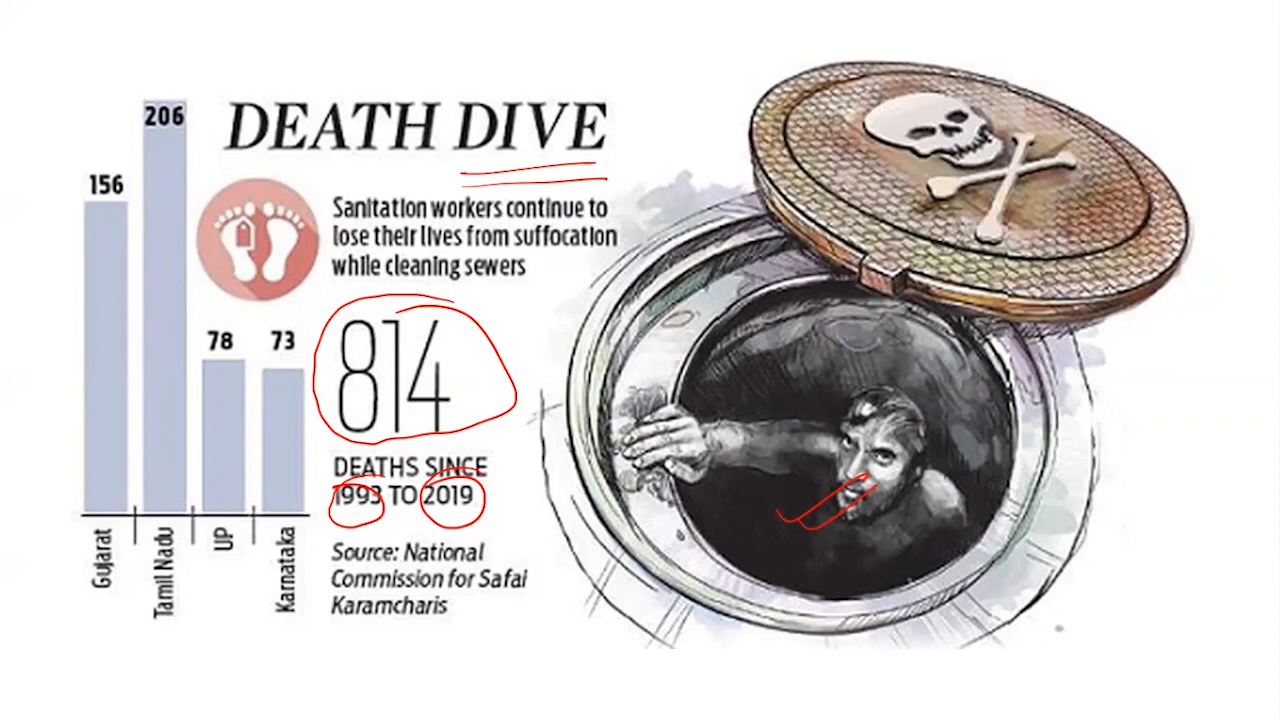 DEATH DIVE
Sanitation workers continue to
lose their lives from suffocation
while cleaning sewers
814
DEATHS SINCE
1993 TO 2019
Source: National
Commission for Safai
Karamcharis
156
206
78
73
Gujarat
Tamil Nadu
UP
Karnataka